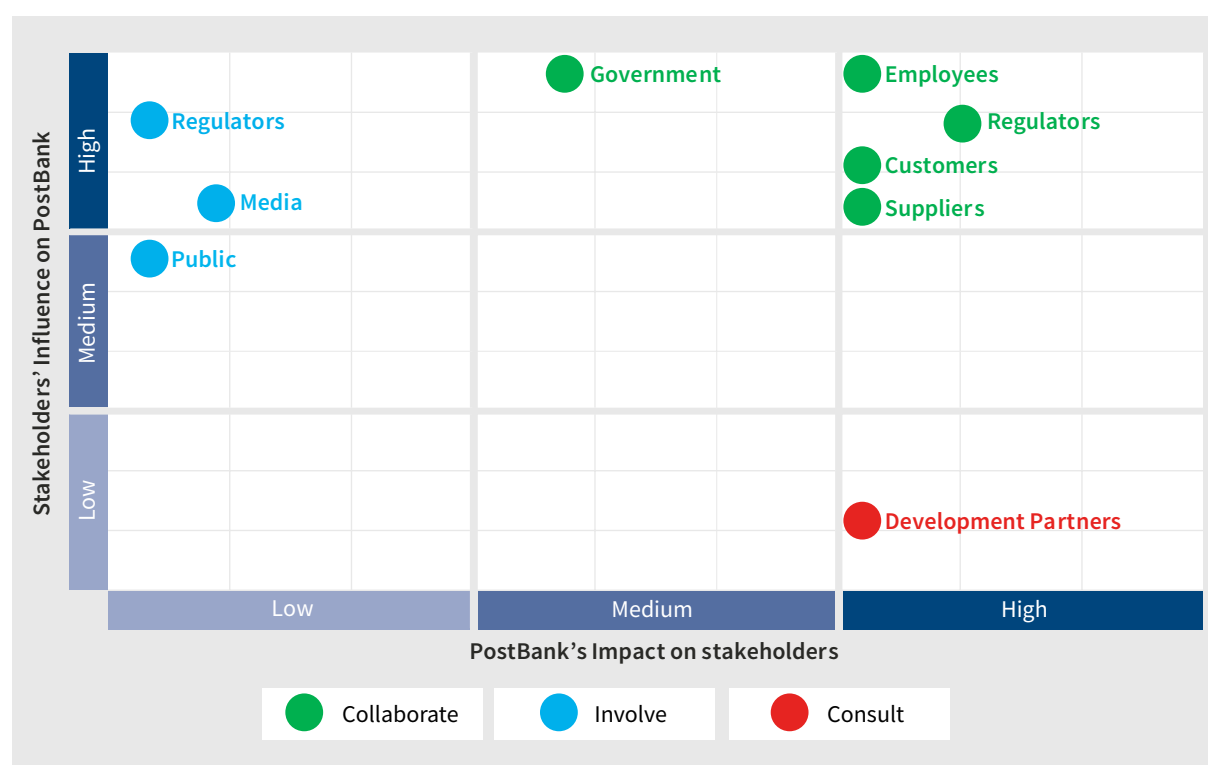 Stakeholders’ Influence on PostBank
High
Medium
Low
Government
Employees
Regulators
Regulators
Customers
Media
Suppliers
Public
Development Partners
Low
Medium
High
PostBank’s Impact on stakeholders
Collaborate
Involve
Consult